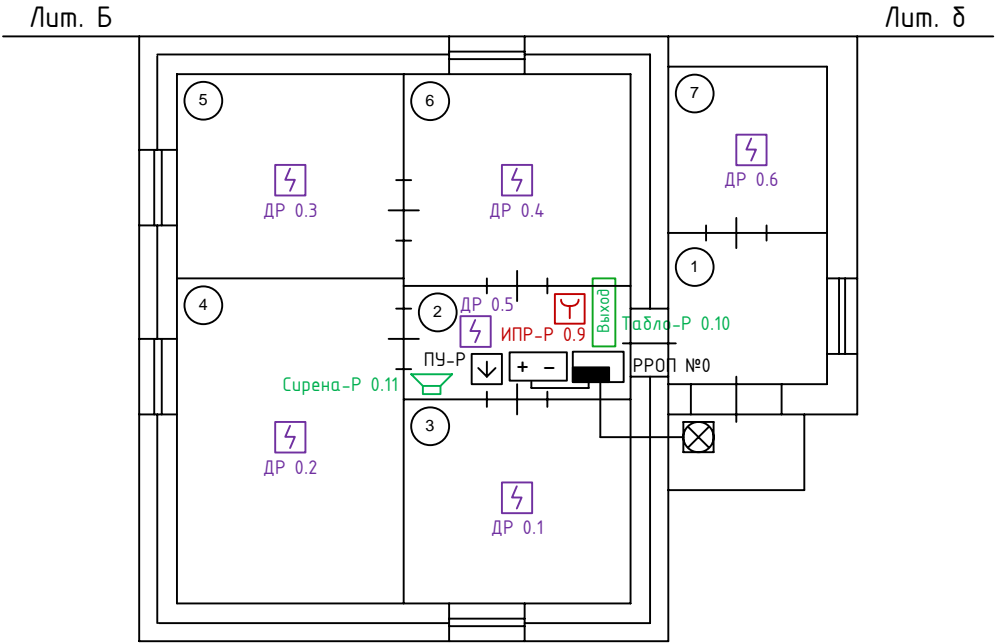 Лит. Б
Лит. б
5
6
7
ДР 0.3
ДР 0.4
ДР 0.6
4
2
1
ДР 0.5
ИПР-Р 0.9
Выход
Табло-Р 0.10
ПУ-Р
+ −
РРОП №0
Сирена-Р 0.11
3
ДР 0.2
ДР 0.1